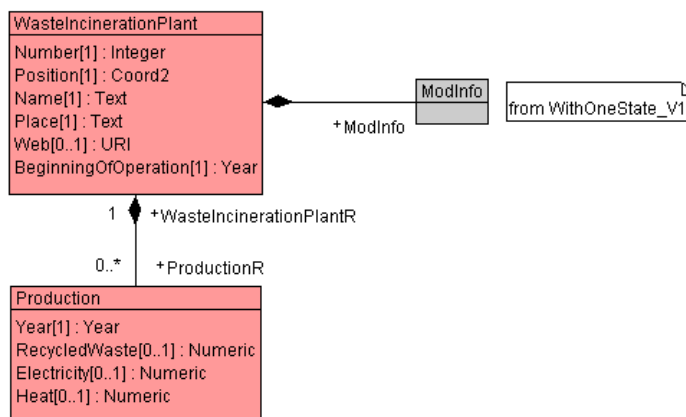 WasteIncinerationPlant
Number[1] : Integer
Position[1] : Coord2
Name[1] : Text
Place[1] : Text
Web[0..1] : URI
BeginningOfOperation[1] : Year
ModInfo
+ModInfo
from WithOneState_V1
1
+WasteIncinerationPlantR
0..*
+ProductionR
Production
Year[1] : Year
RecycledWaste[0..1] : Numeric
Electricity[0..1] : Numeric
Heat[0..1] : Numeric